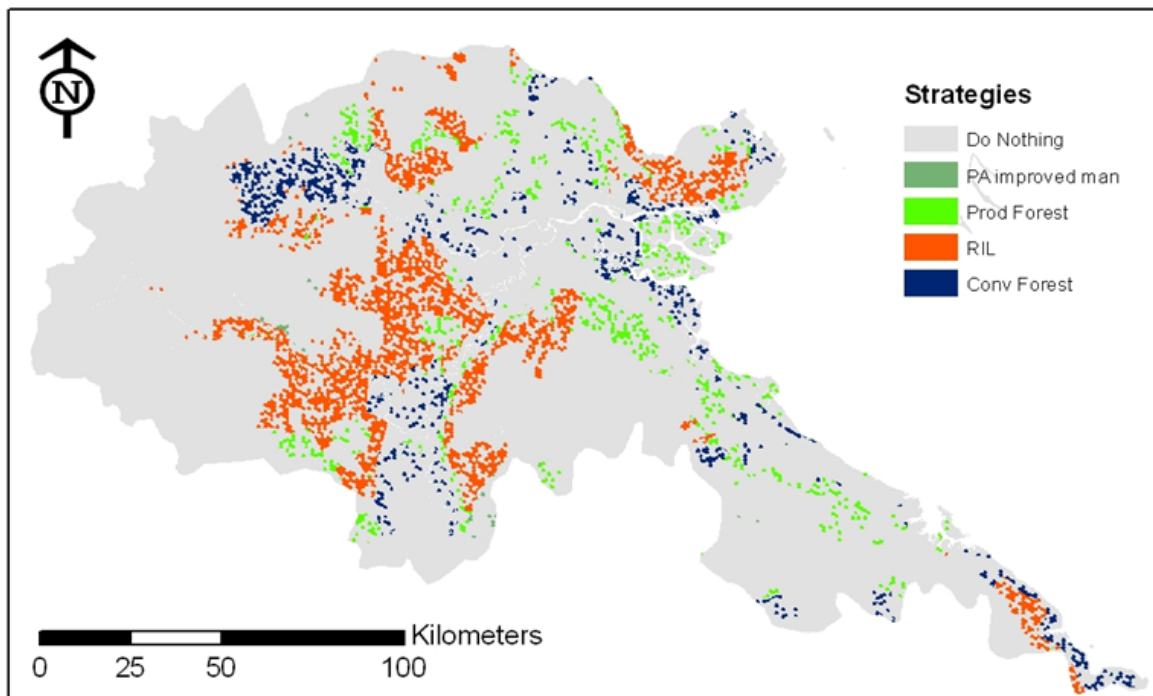 N
Strategies
Do Nothing
PA improved man
Prod Forest
RIL
Conv Forest
Kilometers
0 25 50 100